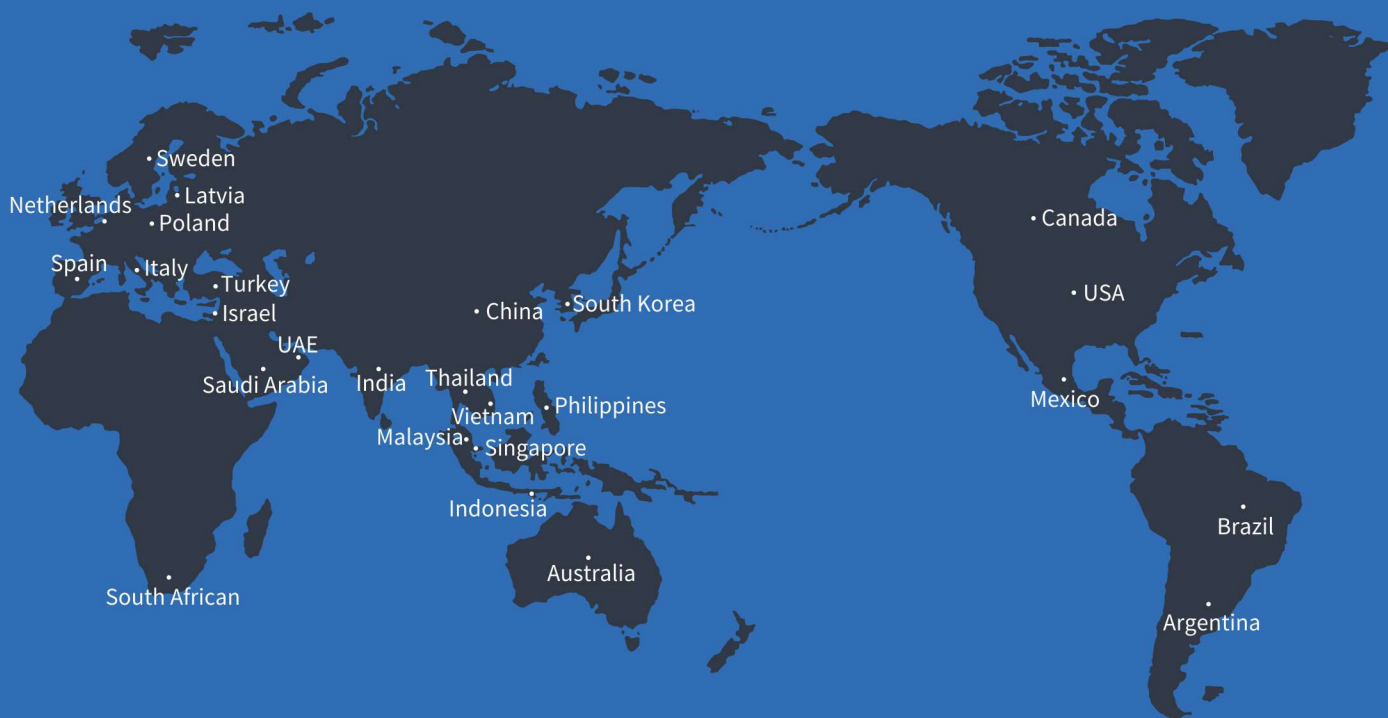 Sweden
Latvia
Netherlands
Poland
Canada
Spain
Italy
Turkey
USA
South Korea
China
Israel
UAE
Thailand
Saudi Arabia
India
Mexico
Philippines
Vietnam
Malaysia
Singapore
Indonesia
Brazil
Australia
South African
Argentina